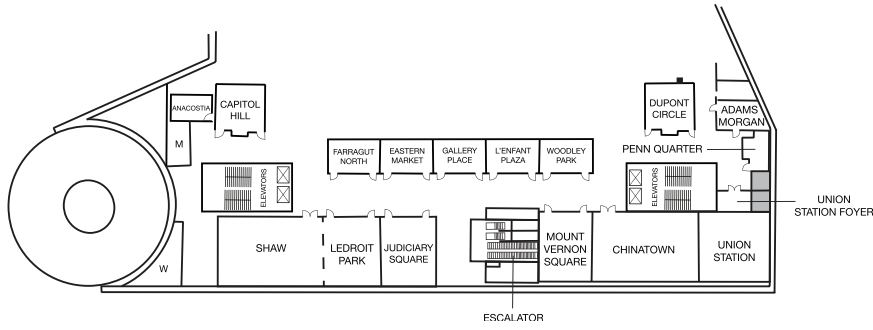 ANACOSTIA
CAPITOL
HILL
M
DUPONT
CIRCLE
ADAMS
MORGAN
PENN QUARTER
FARRAGUT
NORTH
EASTERN
MARKET
GALLERY
PLACE
L'ENFANT
PLAZA
WOODLEY
PARK
ELEVATORS
ELEVATORS
UNION
STATION FOYER
SHAW
LEDROIT
PARK
JUDICIARY
SQUARE
MOUNT
VERNON
SQUARE
CHINATOWN
UNION
STATION
W
ESCALATOR